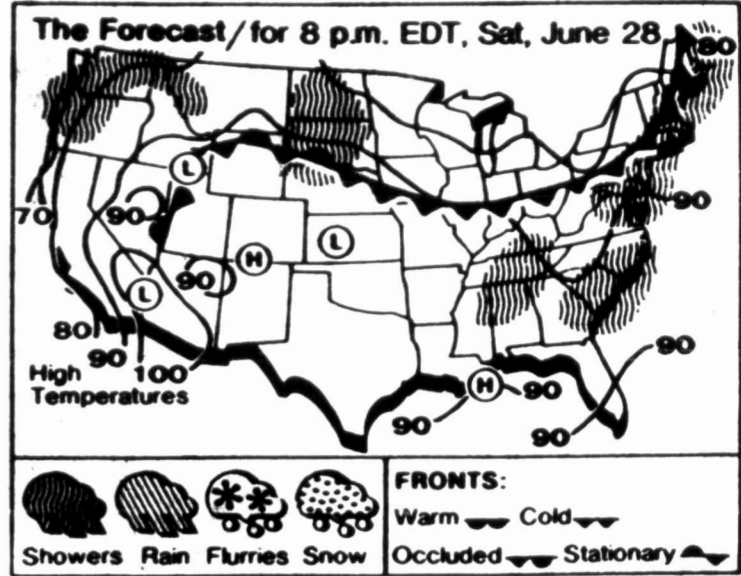 The Forecast/for 8 p.m. EDT, Sat, June 28
80
L
70
90
90
H
L
90
L
80
90
100
90
High
Temperatures
H
90
90
90
Showers Rain Flurries Snow
FRONTS:
Warm Cold
Occluded Stationary